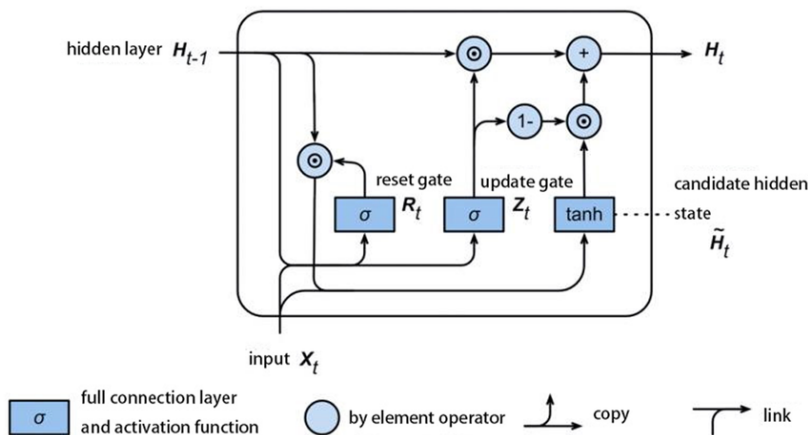 hidden layer H_{t-1}
H_t
+
1-
reset gate
update gate
R_t
Z_t
σ
σ
tanh
candidate hidden
state
H̃_t
input X_t
full connection layer
and activation function
σ
by element operator
copy
link